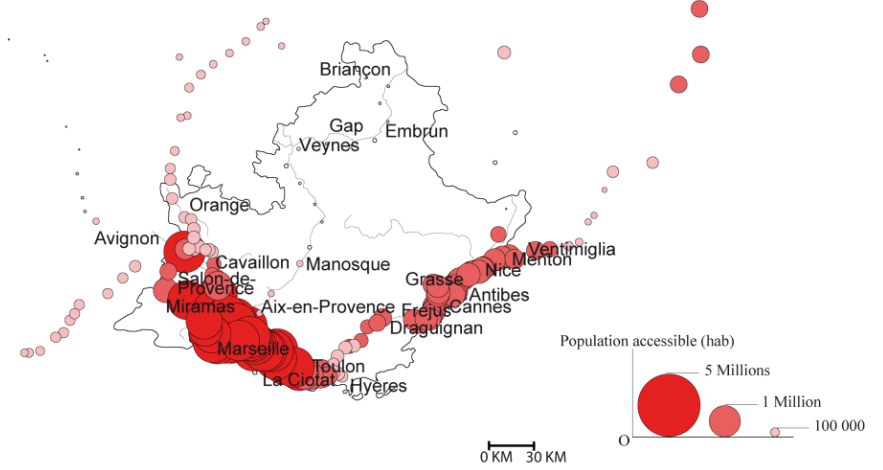 Briançon
Gap
Embrun
Veynes
Orange
Avignon
Ventimiglia
Menton
Cavaillon
Manosque
Nice
Salon-de-
Provence
Grasse
Antibes
Miramas
Aix-en-Provence
Fréjus
Cannes
Draguignan
Marseille
Toulon
La Ciotat
Hyères
Population accessible (hab)
5 Millions
1 Million
100 000
O
0 KM
30 KM